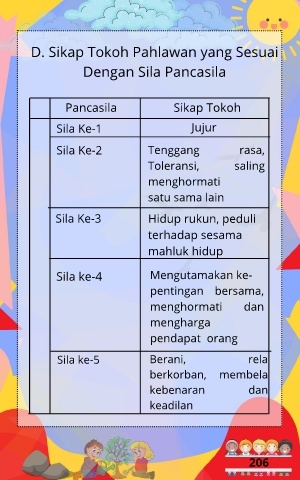 D. Sikap Tokoh Pahlawan yang Sesuai
Dengan Sila Pancasila
Pancasila Sikap Tokoh
Sila Ke-1 Jujur
Sila Ke-2 Tenggang rasa,
Toleransi, saling
menghormati
satu sama lain
Sila Ke-3 Hidup rukun, peduli
terhadap sesama
mahluk hidup
Sila ke-4 Mengutamakan ke-
pentingan bersama,
menghormati dan
mengharga
pendapat orang
Sila ke-5 Berani, rela
berkorban, membela
kebenaran dan
keadilan
206